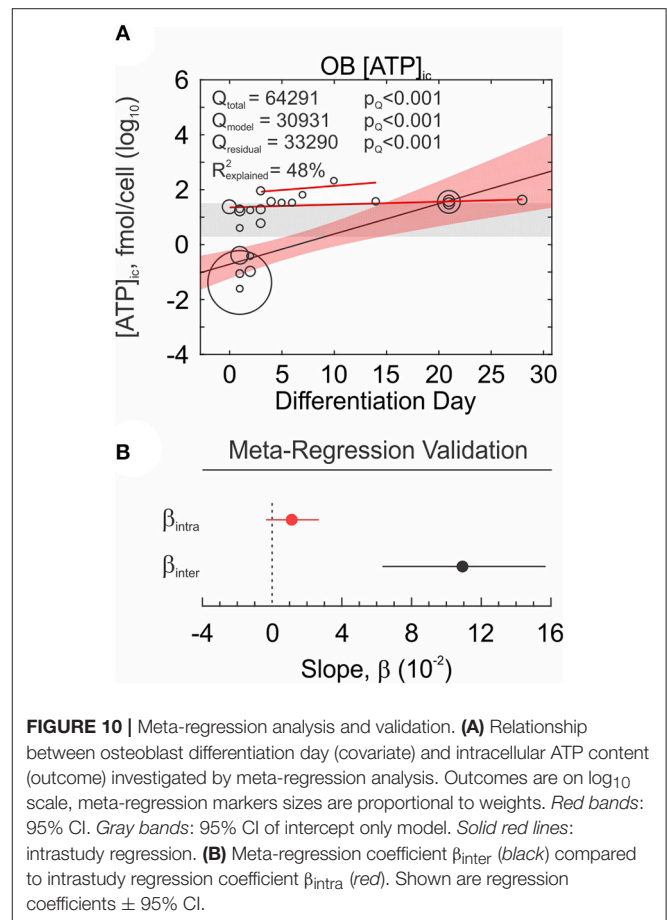 A
OB [ATP]ic
Qtotal = 64291 pQ<0.001
Qmodel = 30931 pQ<0.001
Qresidual = 33290 pQ<0.001
R2explained = 48%
[ATP]ic, fmol/cell (log10)
6
4
2
0
-2
-4
0 5 10 15 20 25 30
Differentiation Day
B
Meta-Regression Validation
βintra
βinter
-4 0 4 8 12 16
Slope, β (10-2)
FIGURE 10 | Meta-regression analysis and validation. (A) Relationship
between osteoblast differentiation day (covariate) and intracellular ATP content
(outcome) investigated by meta-regression analysis. Outcomes are on log10
scale, meta-regression markers sizes are proportional to weights. Red bands:
95% CI. Gray bands: 95% CI of intercept only model. Solid red lines:
intrastudy regression. (B) Meta-regression coefficient βinter (black) compared
to intrastudy regression coefficient βintra (red). Shown are regression
coefficients ± 95% CI.